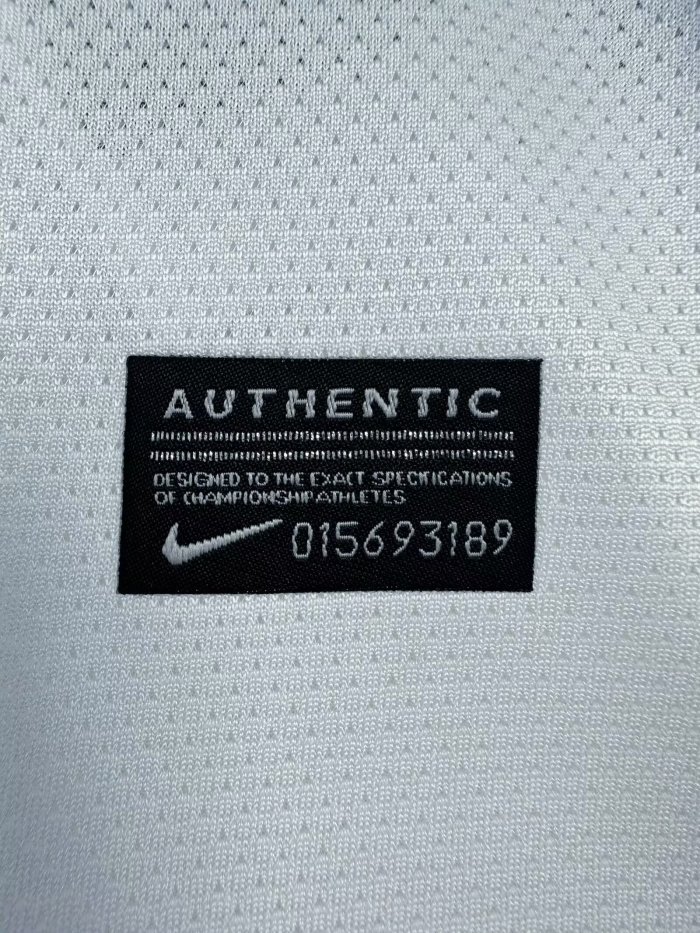 AUTHENTIC
DESIGNED TO THE EXACT SPECIFICATIONS
OF CHAMPIONSHIP ATHLETES
015693189